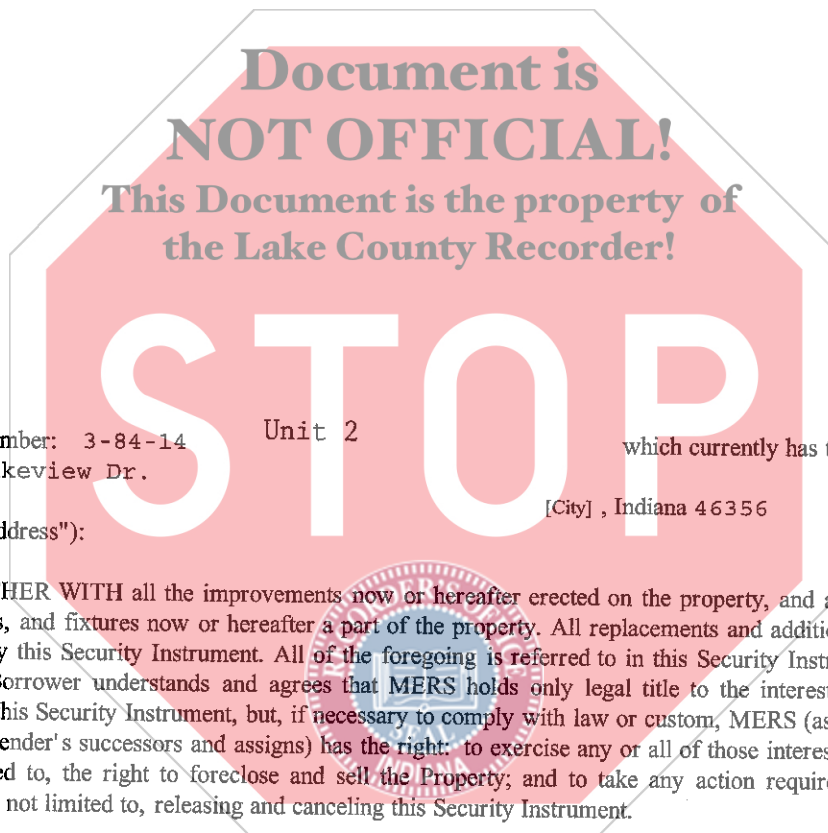 Document is
NOT OFFICIAL!
This Document is the property of
the Lake County Recorder!
STOP
mber: 3-84-14 Unit 2 which currently has t
keview Dr.
[City] , Indiana 46356
ddress"):
HER WITH all the improvements now or hereafter erected on the property, and a
s, and fixtures now or hereafter a part of the property. All replacements and additio
y this Security Instrument. All of the foregoing is referred to in this Security Instr
Borrower understands and agrees that MERS holds only legal title to the interest
his Security Instrument, but, if necessary to comply with law or custom, MERS (as
ender's successors and assigns) has the right: to exercise any or all of those interes
ed to, the right to foreclose and sell the Property; and to take any action require
not limited to, releasing and canceling this Security Instrument.
RECORDER'S OFFICE
SEAL
INDIANA